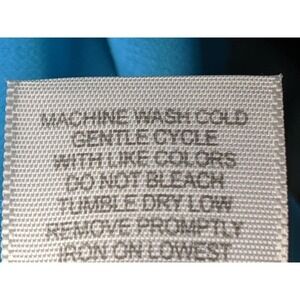 MACHINE WASH COLD
GENTLE CYCLE
WITH LIKE COLORS
DO NOT BLEACH
TUMBLE DRY LOW
REMOVE PROMPTLY
IRON ON LOWEST